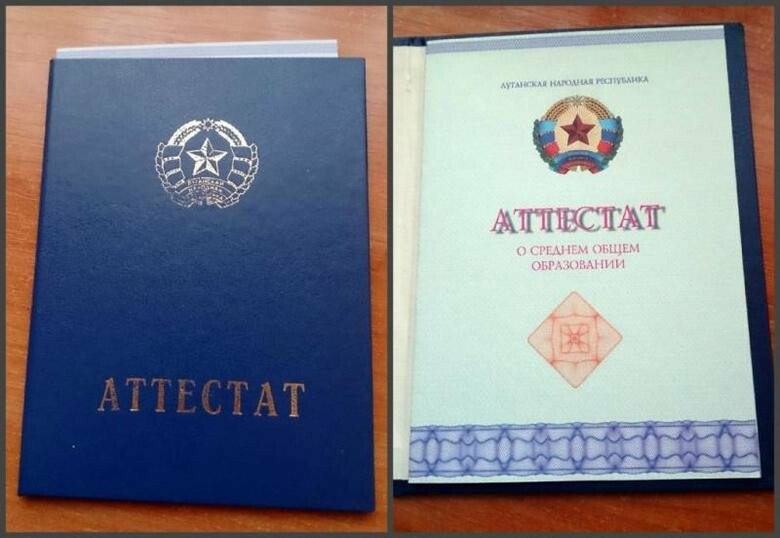 АТТЕСТАТ
ЛУГАНСКАЯ НАРОДНАЯ РЕСПУБЛИКА
АТТЕСТАТ
О СРЕДНЕМ ОБЩЕМ
ОБРАЗОВАНИИ